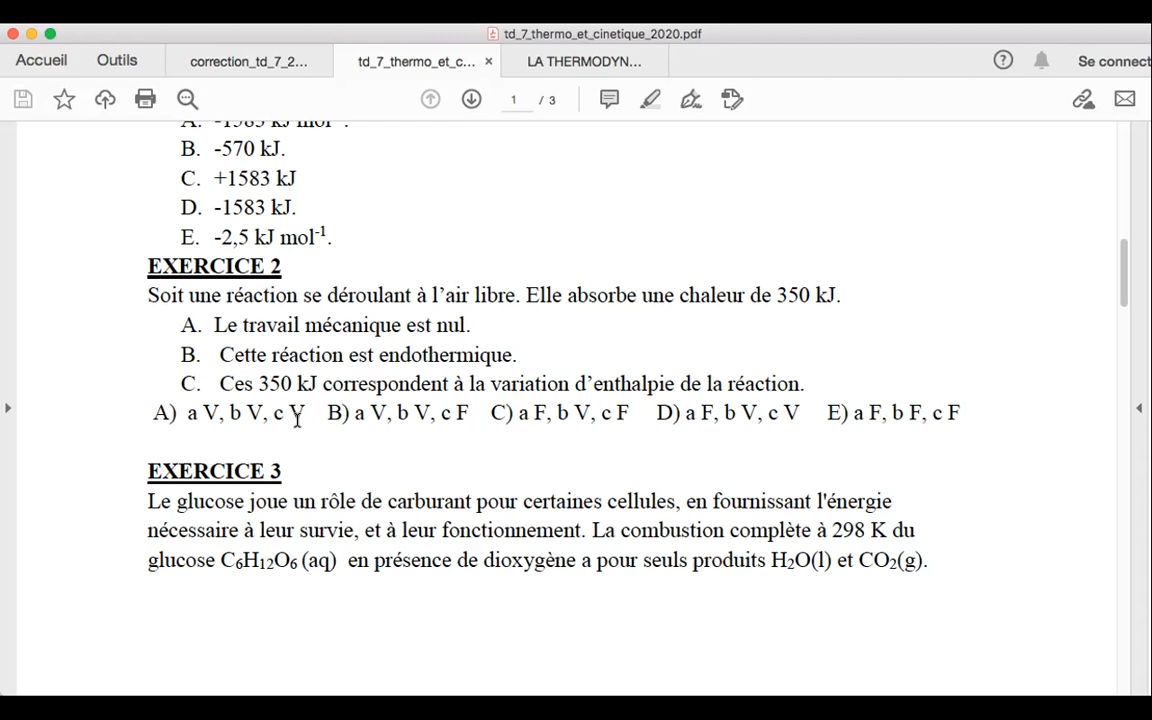 td_7_thermo_et_cinetique_2020.pdf
Accueil Outils correction_td_7_2... td_7_thermo_et_c... × LA THERMODYN... ? Se connect
1 / 3
A. -1583 kJ mol⁻¹.
B. -570 kJ.
C. +1583 kJ
D. -1583 kJ.
E. -2,5 kJ mol⁻¹.
EXERCICE 2
Soit une réaction se déroulant à l’air libre. Elle absorbe une chaleur de 350 kJ.
A. Le travail mécanique est nul.
B. Cette réaction est endothermique.
C. Ces 350 kJ correspondent à la variation d’enthalpie de la réaction.
A) a V, b V, c V B) a V, b V, c F C) a F, b V, c F D) a F, b V, c V E) a F, b F, c F
EXERCICE 3
Le glucose joue un rôle de carburant pour certaines cellules, en fournissant l'énergie
nécessaire à leur survie, et à leur fonctionnement. La combustion complète à 298 K du
glucose C₆H₁₂O₆ (aq) en présence de dioxygène a pour seuls produits H₂O(l) et CO₂(g).